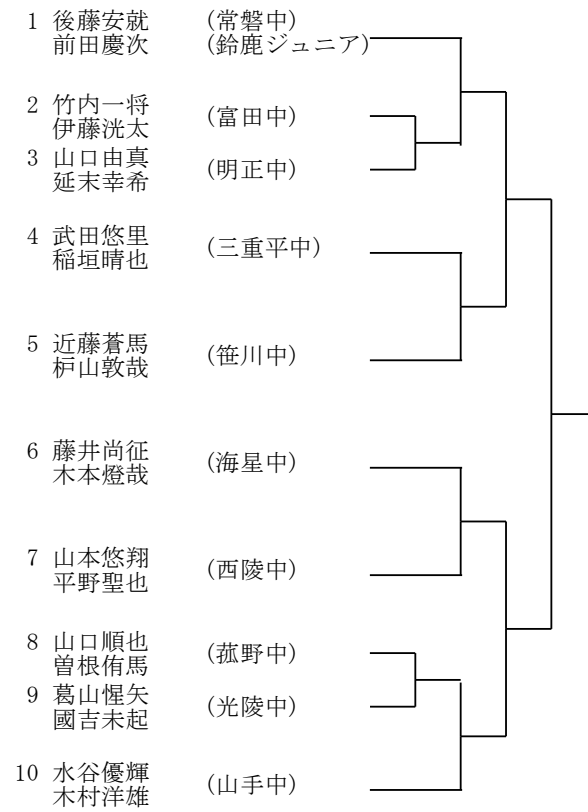 1 後藤安就 (常磐中)
前田慶次 (鈴鹿ジュニア)
2 竹内一将 (富田中)
伊藤洸太
3 山口由真 (明正中)
延末幸希
4 武田悠里 (三重平中)
稲垣晴也
5 近藤蒼馬 (笹川中)
枦山敦哉
6 藤井尚征 (海星中)
木本燈哉
7 山本悠翔 (西陵中)
平野聖也
8 山口順也 (菰野中)
曽根侑馬
9 葛山惺矢 (光陵中)
國吉未起
10 水谷優輝 (山手中)
木村洋雄